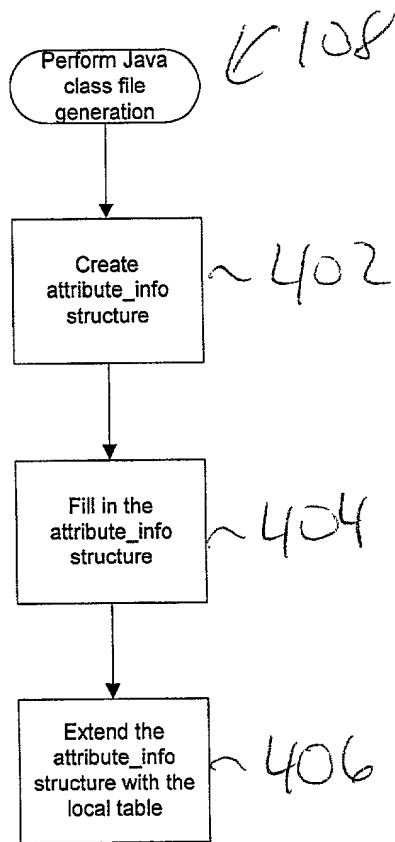 Perform Java
class file
generation
108
Create
attribute_info
structure
~ 402
Fill in the
attribute_info
structure
~ 404
Extend the
attribute_info
structure with the
local table
~ 406